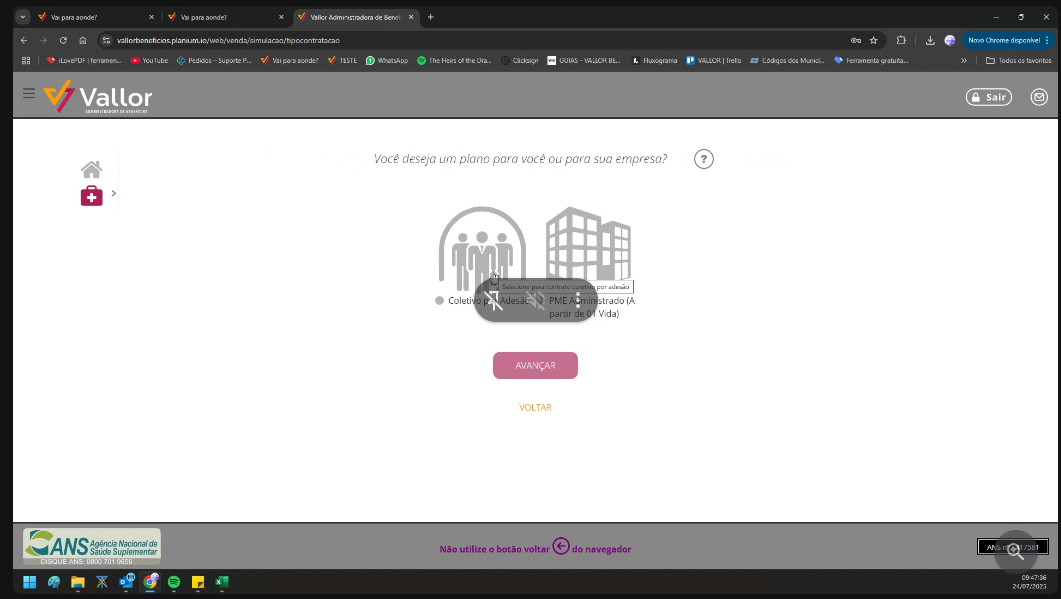 Vai para aonde?
Vai para aonde?
Vallor Administradora de Benef
vallorbeneficios.planium.io/web/venda/simulacao/tipocontratacao
Novo Chrome disponível
iLovePDF | ferramen...
YouTube
Pedidos – Suporte P...
Vai para aonde?
TESTE
WhatsApp
The Heirs of the Dra...
Clicksign
GUIAS - VALLOR BE...
Fluxograma
VALLOR | Trello
Códigos dos Munic...
Ferramenta gratuita...
Todos os favoritos
Vallor
ADMINISTRADORA DE BENEFÍCIOS
Sair
Você deseja um plano para você ou para sua empresa?
?
Selecione para contrato coletivo por adesão
Coletivo por Adesão
PME Administrado (A
partir de 01 Vida)
AVANÇAR
VOLTAR
ANS Agência Nacional de
Saúde Suplementar
DISQUE ANS: 0800 701-9656
Não utilize o botão voltar do navegador
ANS
09:47:36
24/07/2025